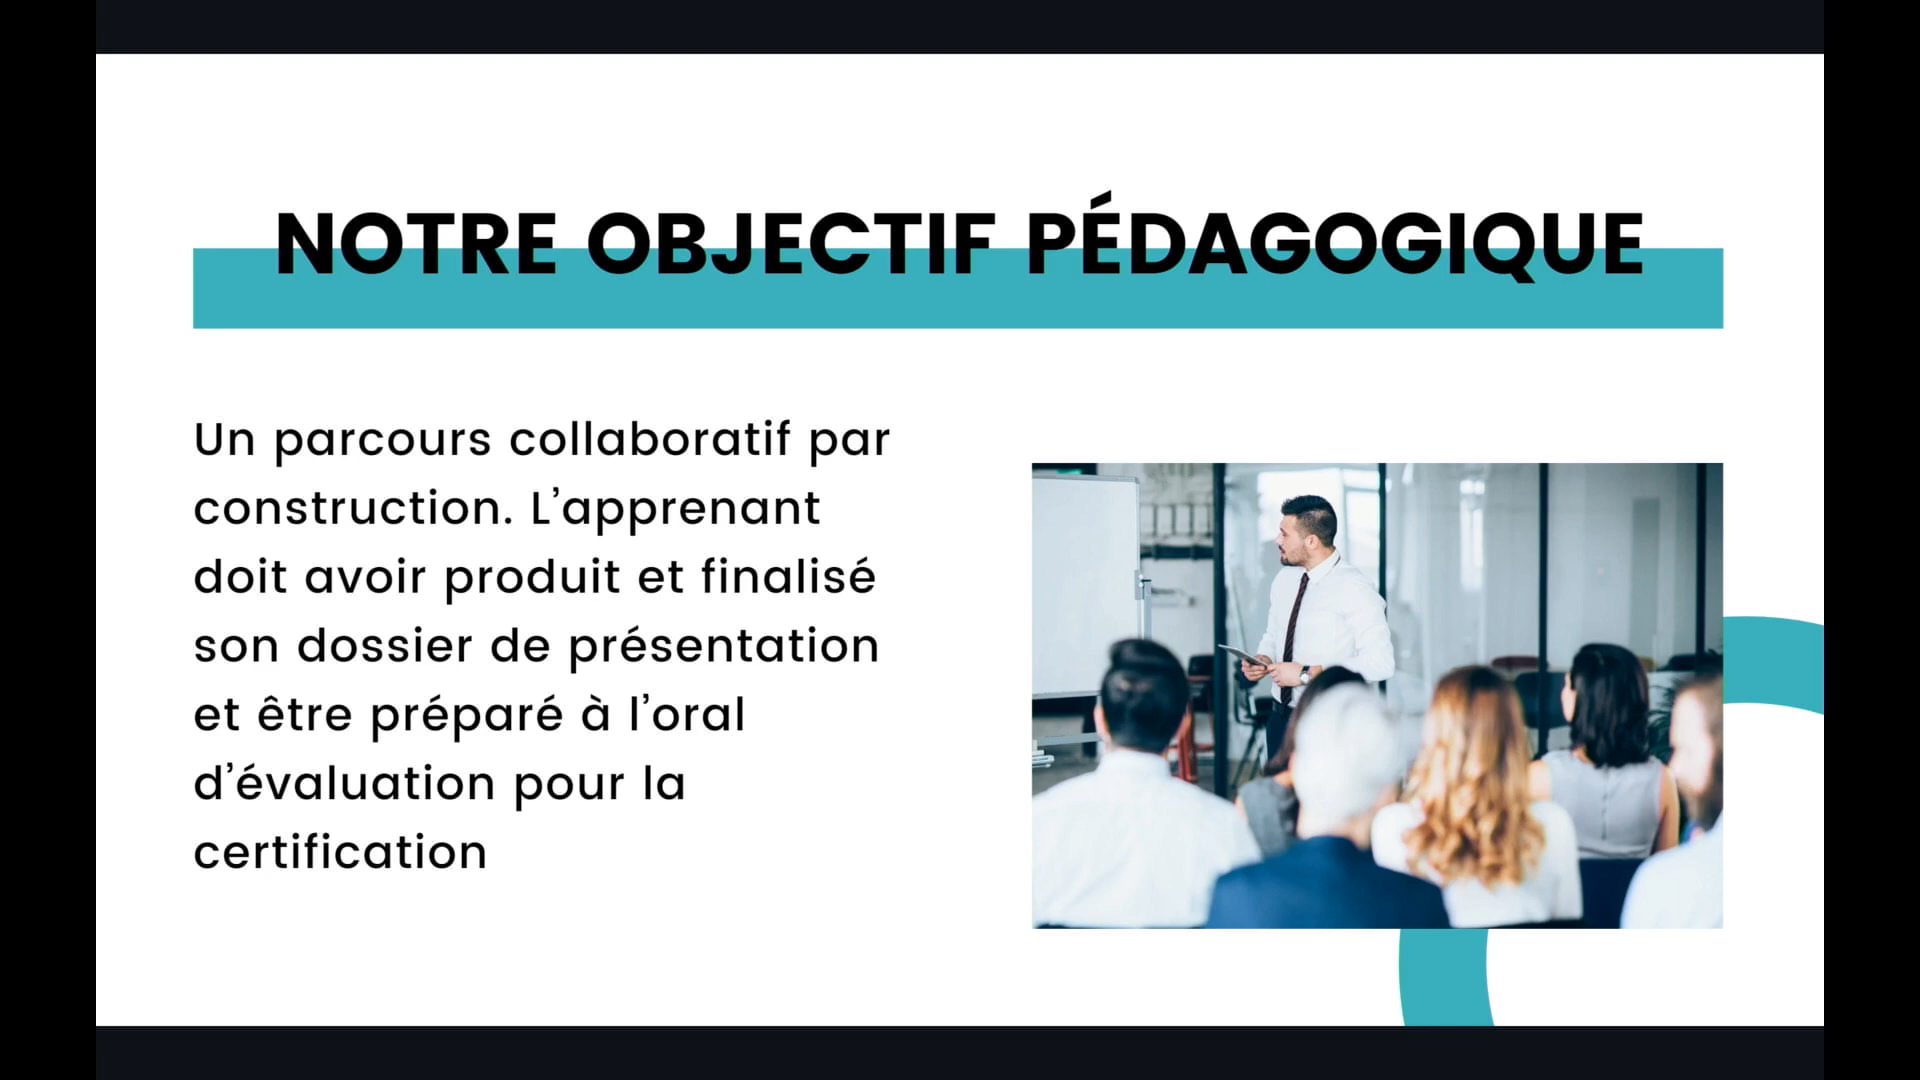 NOTRE OBJECTIF PÉDAGOGIQUE
Un parcours collaboratif par
construction. L’apprenant
doit avoir produit et finalisé
son dossier de présentation
et être préparé à l’oral
d’évaluation pour la
certification